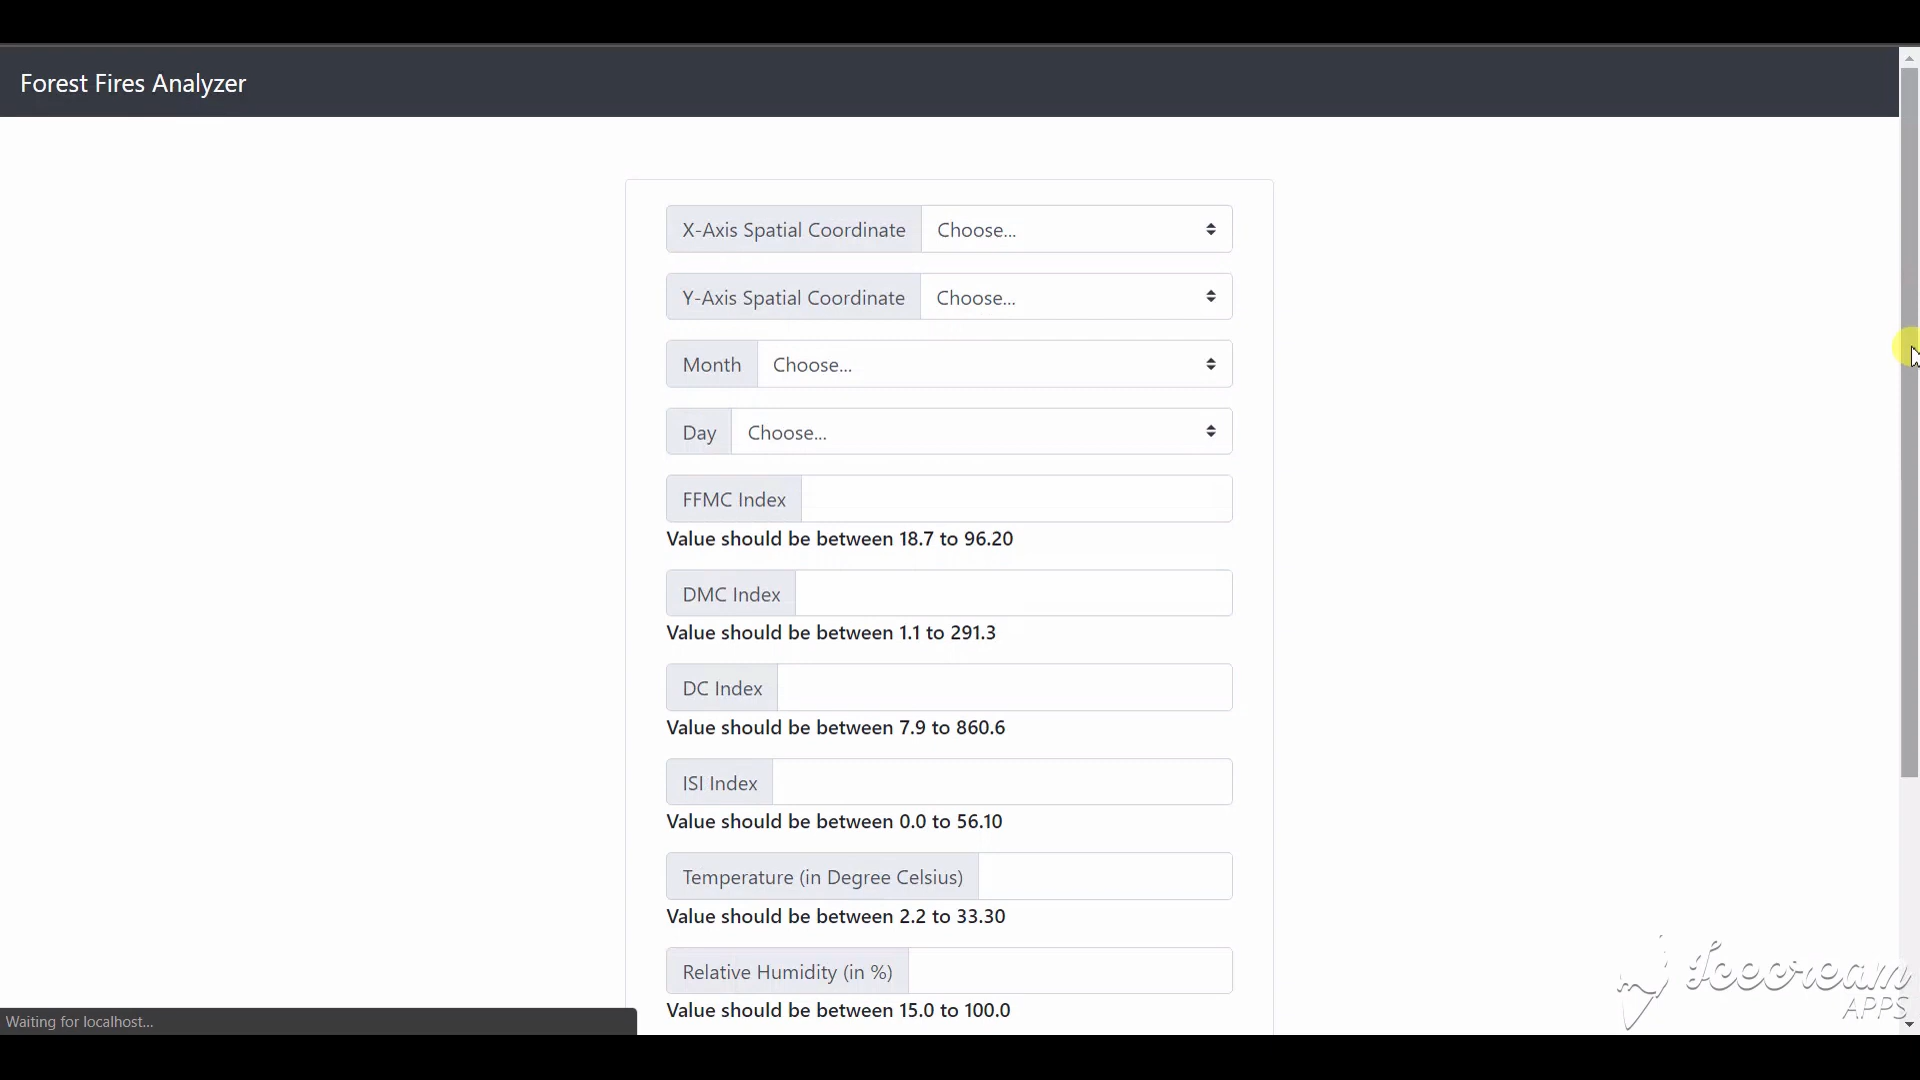 Forest Fires Analyzer
X-Axis Spatial Coordinate Choose...
Y-Axis Spatial Coordinate Choose...
Month Choose...
Day Choose...
FFMC Index
Value should be between 18.7 to 96.20
DMC Index
Value should be between 1.1 to 291.3
DC Index
Value should be between 7.9 to 860.6
ISI Index
Value should be between 0.0 to 56.10
Temperature (in Degree Celsius)
Value should be between 2.2 to 33.30
Relative Humidity (in %)
Value should be between 15.0 to 100.0
Waiting for localhost...
Icecream
APPS